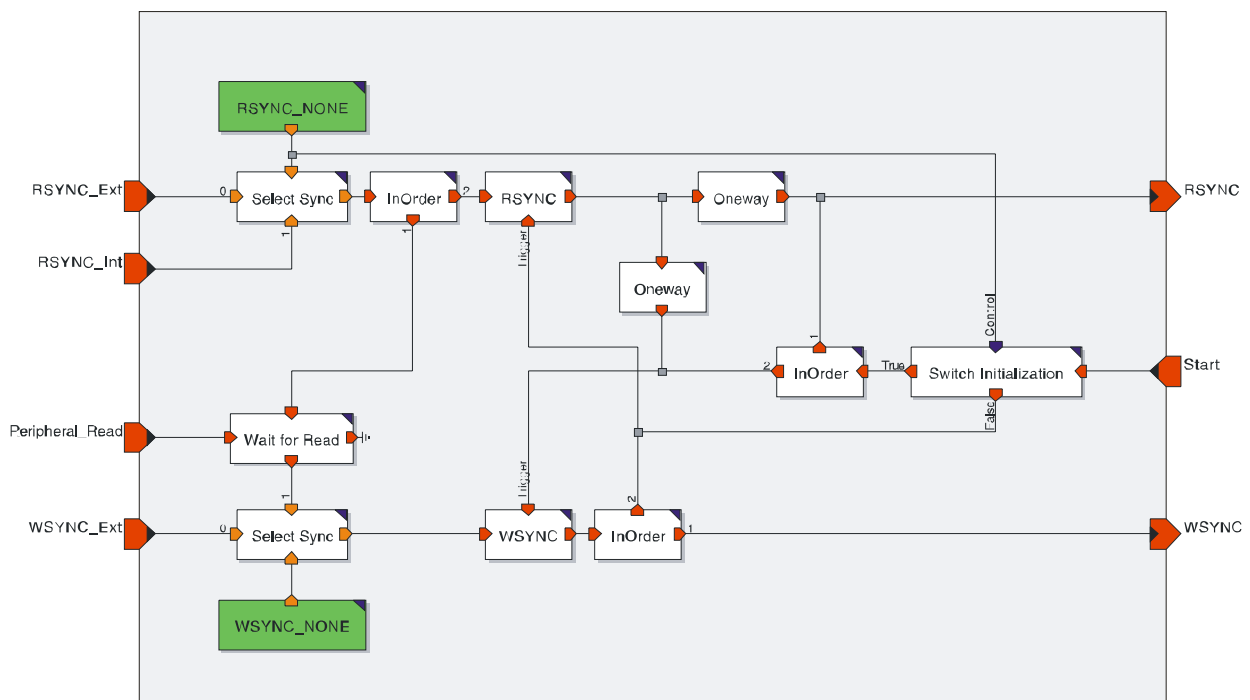 RSYNC_NONE
RSYNC_Ext
0
Select Sync
InOrder
2
RSYNC
Oneway
RSYNC
1
1
Trigger
RSYNC_Int
Oneway
Control
1
2
InOrder
True
Switch Initialization
Start
1
False
Peripheral_Read
Wait for Read
Trigger
1
2
WSYNC_Ext
0
Select Sync
WSYNC
InOrder
1
WSYNC
WSYNC_NONE